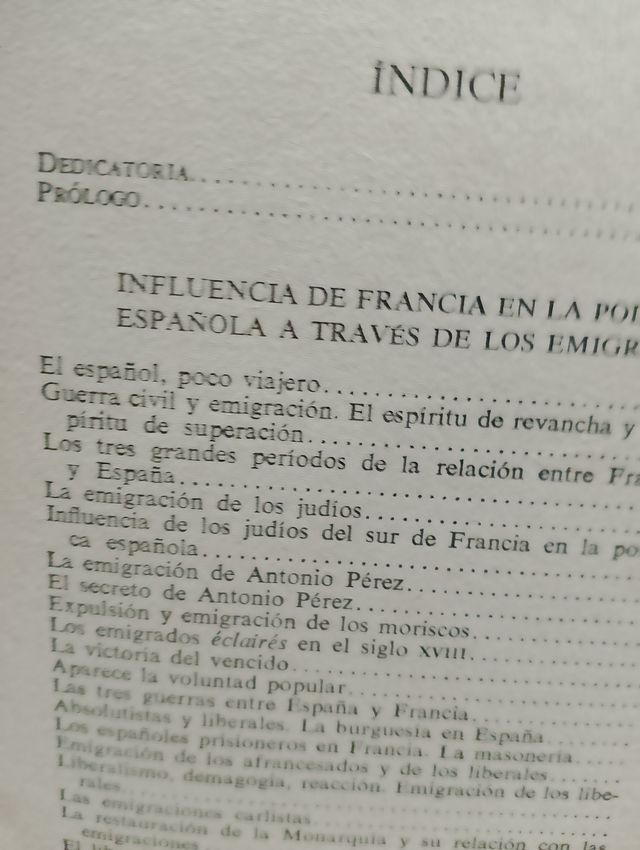 ÍNDICE
DEDICATORIA
PRÓLOGO
INFLUENCIA DE FRANCIA EN LA
ESPAÑOLA A TRAVÉS DE LOS
El español, poco viajero
Guerra civil y emigración. El espíritu de revancha y
píritu de superación
Los tres grandes períodos de la relación entre
y España
La emigración de los judíos
Influencia de los judíos del sur de Francia en la
ca española
La emigración de Antonio Pérez
El secreto de Antonio Pérez
Expulsión y emigración de los moriscos
Los emigrados éclairés en el siglo XVIII
La victoria del vencido
Aparece la voluntad popular
Las tres guerras entre España y Francia
Absolutistas y liberales. La burguesía en España
Los españoles prisioneros en Francia. La masonería
Emigración de los afrancesados y de los liberales
Liberalismo, demagogia, reacción. Emigración de los libe-
rales
Las emigraciones carlistas
La restauración de la Monarquía y su relación con las
emigraciones
El